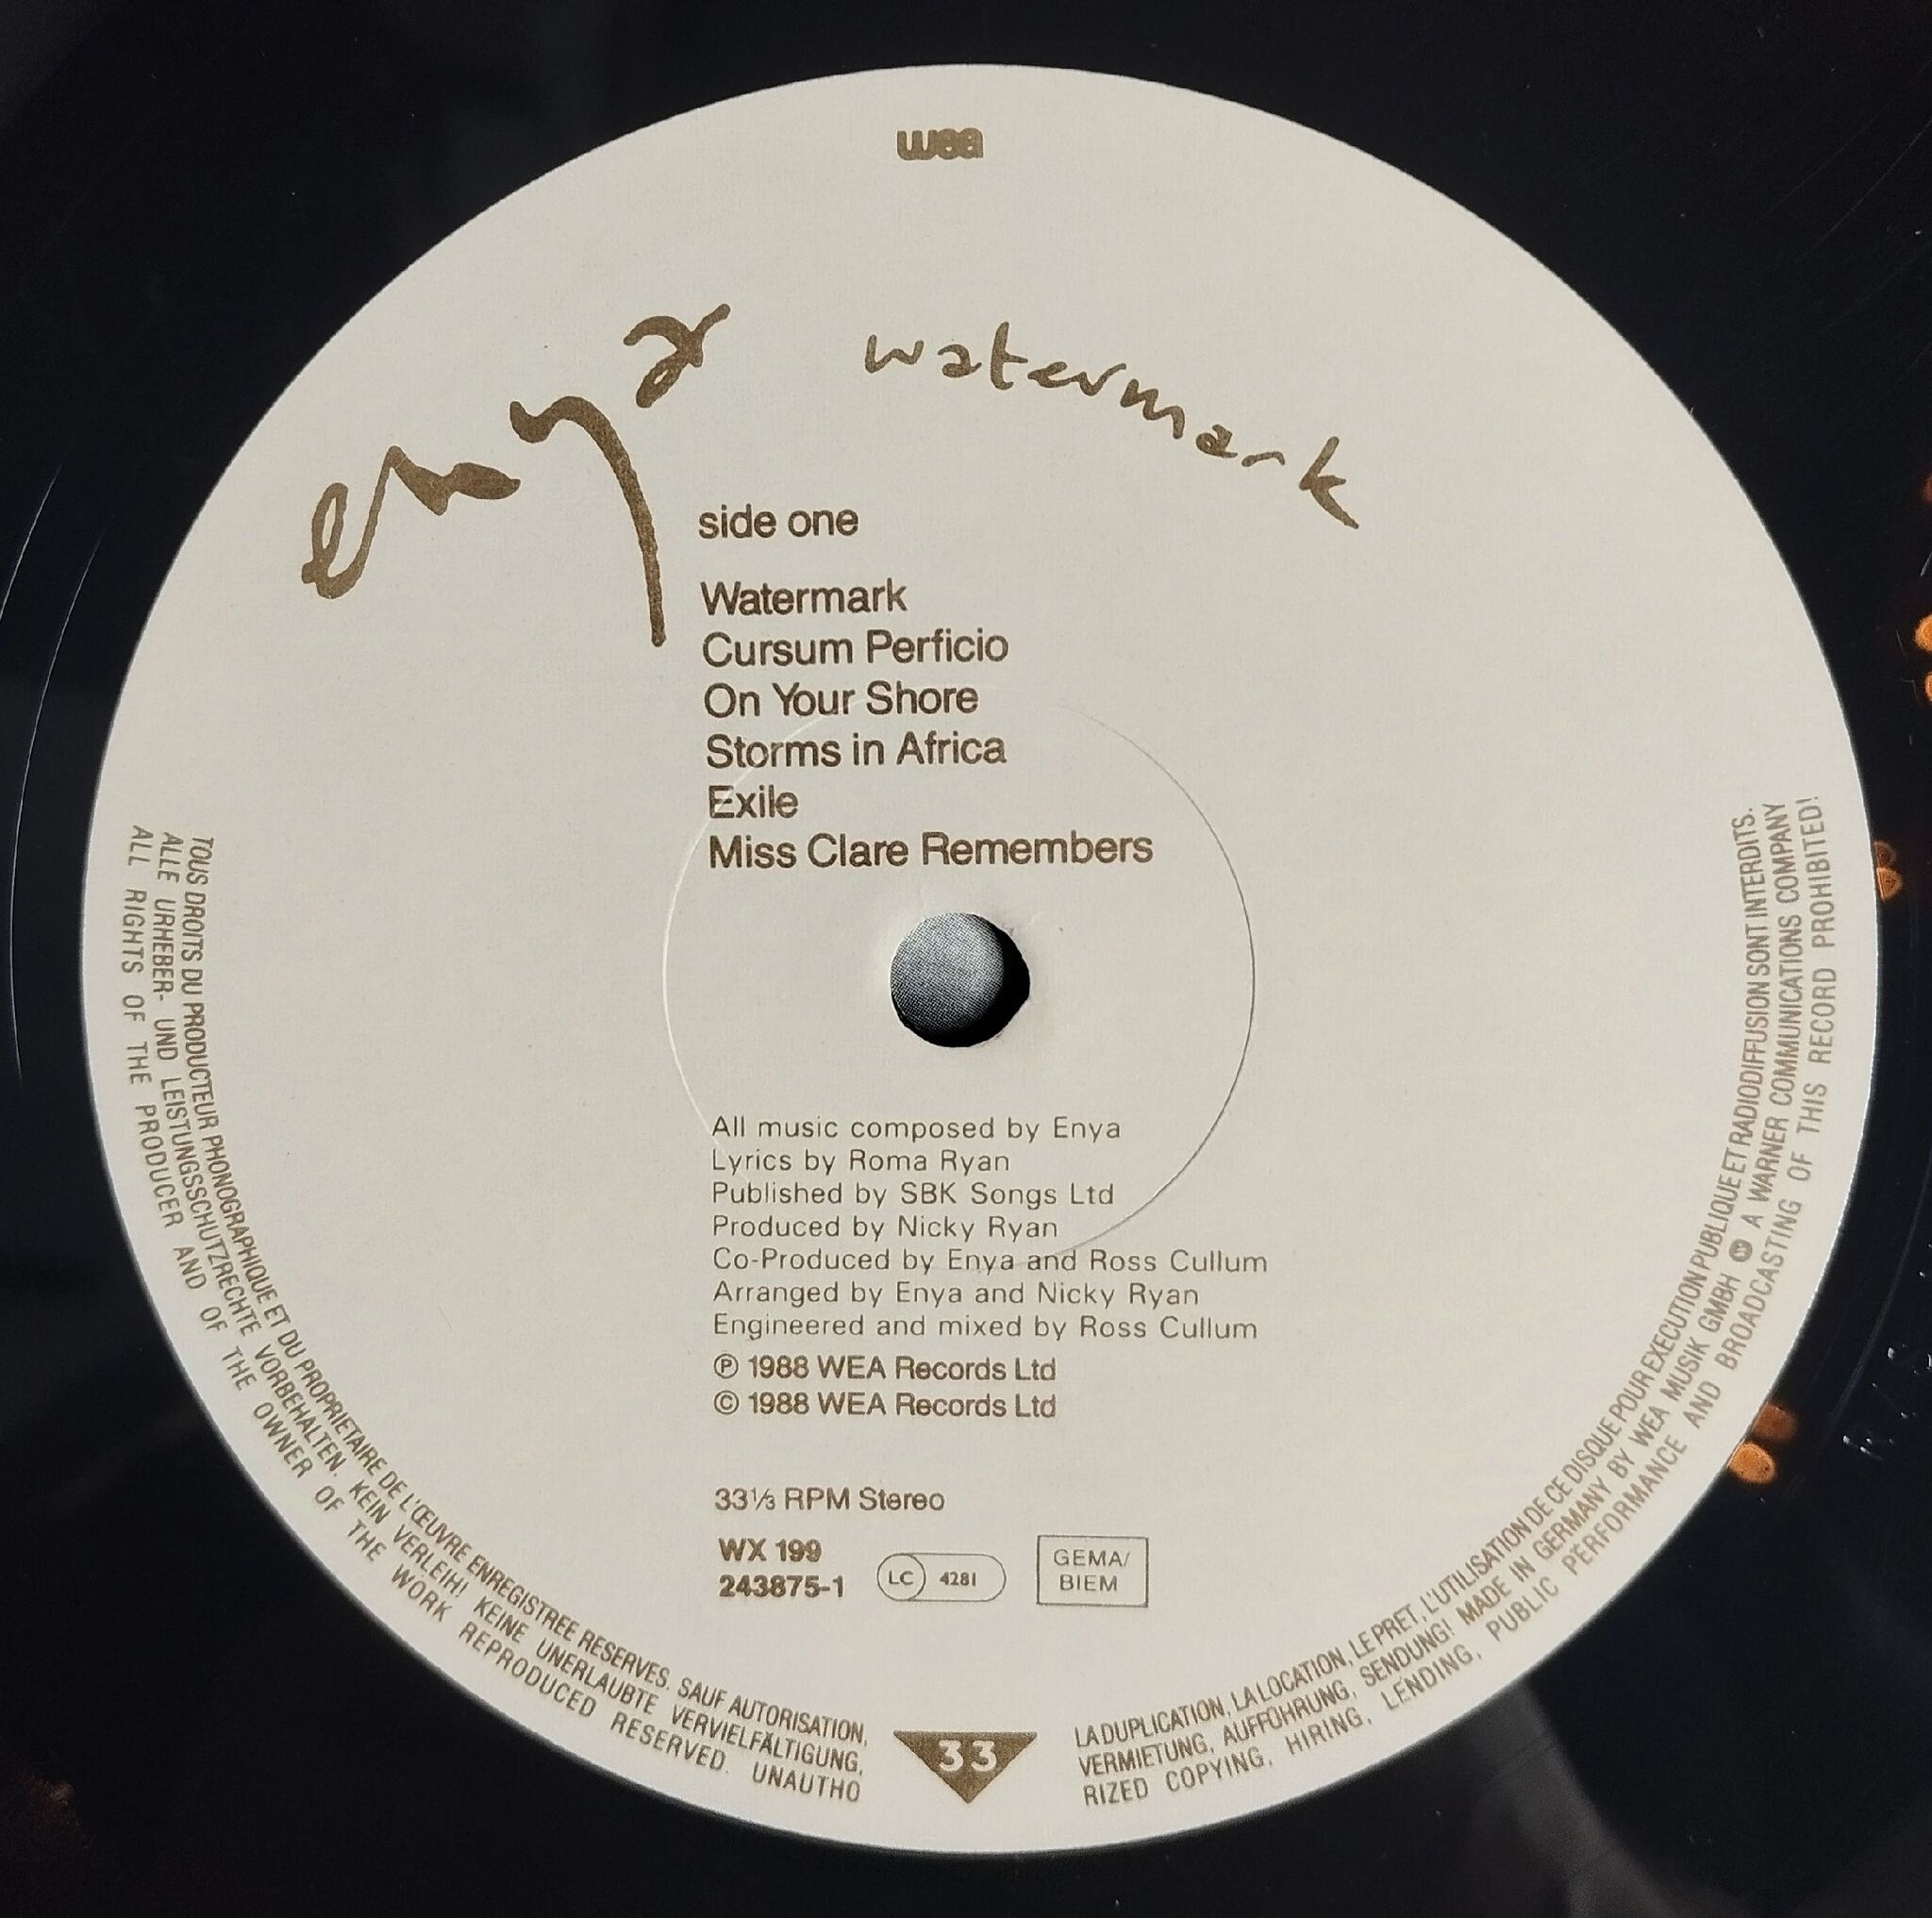 wea
enya watermark
side one
Watermark
Cursum Perficio
On Your Shore
Storms in Africa
Exile
Miss Clare Remembers
All music composed by Enya
Lyrics by Roma Ryan
Published by SBK Songs Ltd
Produced by Nicky Ryan
Co-Produced by Enya and Ross Cullum
Arranged by Enya and Nicky Ryan
Engineered and mixed by Ross Cullum
℗ 1988 WEA Records Ltd
© 1988 WEA Records Ltd
33⅓ RPM Stereo
WX 199
243875-1
LC 4281
GEMA/
BIEM
TOUS DROITS DU PRODUCTEUR PHONOGRAPHIQUE ET DU PROPRIETAIRE DE L'ŒUVRE ENREGISTREE RESERVES. SAUF AUTORISATION, LA DUPLICATION, LA LOCATION, LE PRET, L'UTILISATION DE CE DISQUE POUR EXECUTION PUBLIQUE ET RADIODIFFUSION SONT INTERDITS.
ALLE URHEBER- UND LEISTUNGSSCHUTZRECHTE VORBEHALTEN. KEIN VERLEIH! KEINE UNERLAUBTE VERVIELFÄLTIGUNG, VERMIETUNG, AUFFÜHRUNG, SENDUNG! MADE IN GERMANY BY WEA MUSIK GMBH A WARNER COMMUNICATIONS COMPANY
ALL RIGHTS OF THE PRODUCER AND OF THE OWNER OF THE WORK REPRODUCED RESERVED. UNAUTHO RIZED COPYING, HIRING, LENDING, PUBLIC PERFORMANCE AND BROADCASTING OF THIS RECORD PROHIBITED!
33